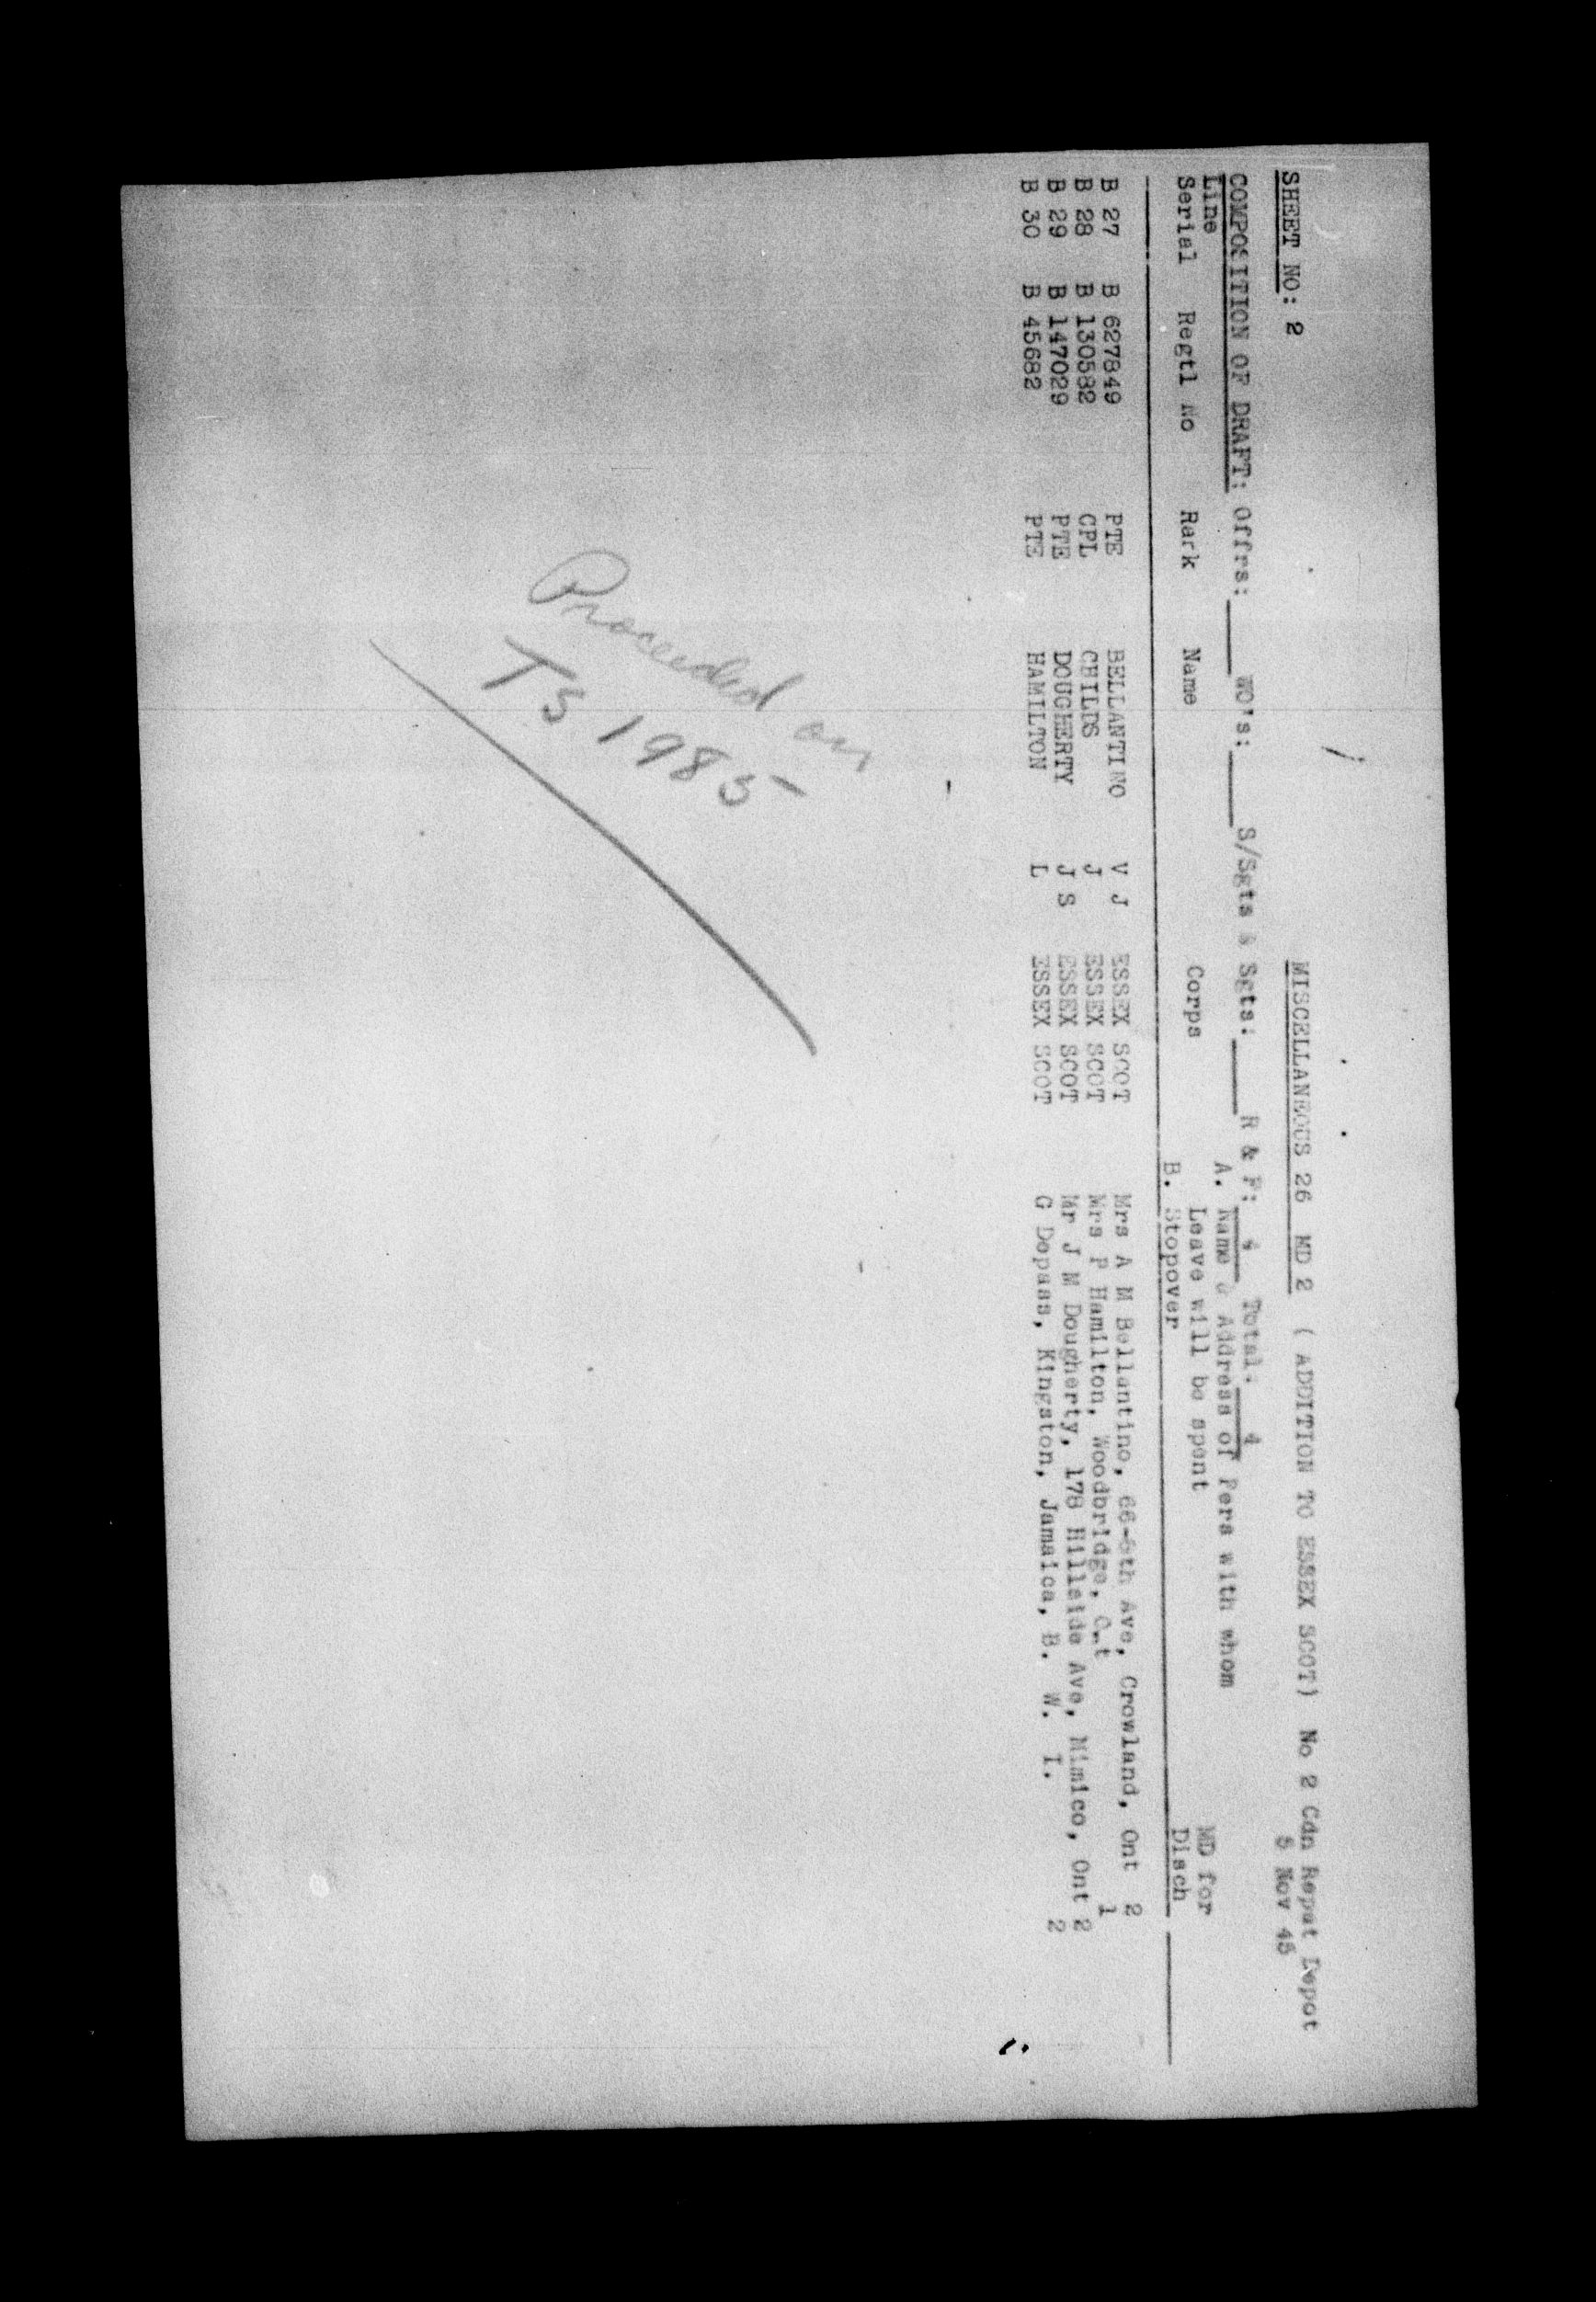 SHEET NO: 2 MISCELLANEOUS 26 MD 2 ( ADDITION TO ESSEX SCOT) No 2 Cdn Repat Depot
5 Nov 45
COMPOSITION OF DRAFT: Offrs: ____ WO's: ____ S/Sgts & Sgts: ____ R & F: 4 Total. 4
Line A. Name & Address of Pers with whom
Serial Regtl No Rark Name Corps Leave will be spent MD for
B. Stopover Disch
B 27 B 627849 PTE BELLANTINO V J ESSEX SCOT Mrs A M Bellantino, 66-5th Ave, Crowland, Ont 2
B 28 B 130582 CPL CHILDS J ESSEX SCOT Mrs P Hamilton, Woodbridge, Ont 1
B 29 B 147029 PTE DOUGHERTY J S ESSEX SCOT Mr J M Dougherty, 178 Hillside Ave, Mimico, Ont 2
B 30 B 45682 PTE HAMILTON L ESSEX SCOT G Depass, Kingston, Jamaica, B. W. I. 2
Proceeded on
TS 1985